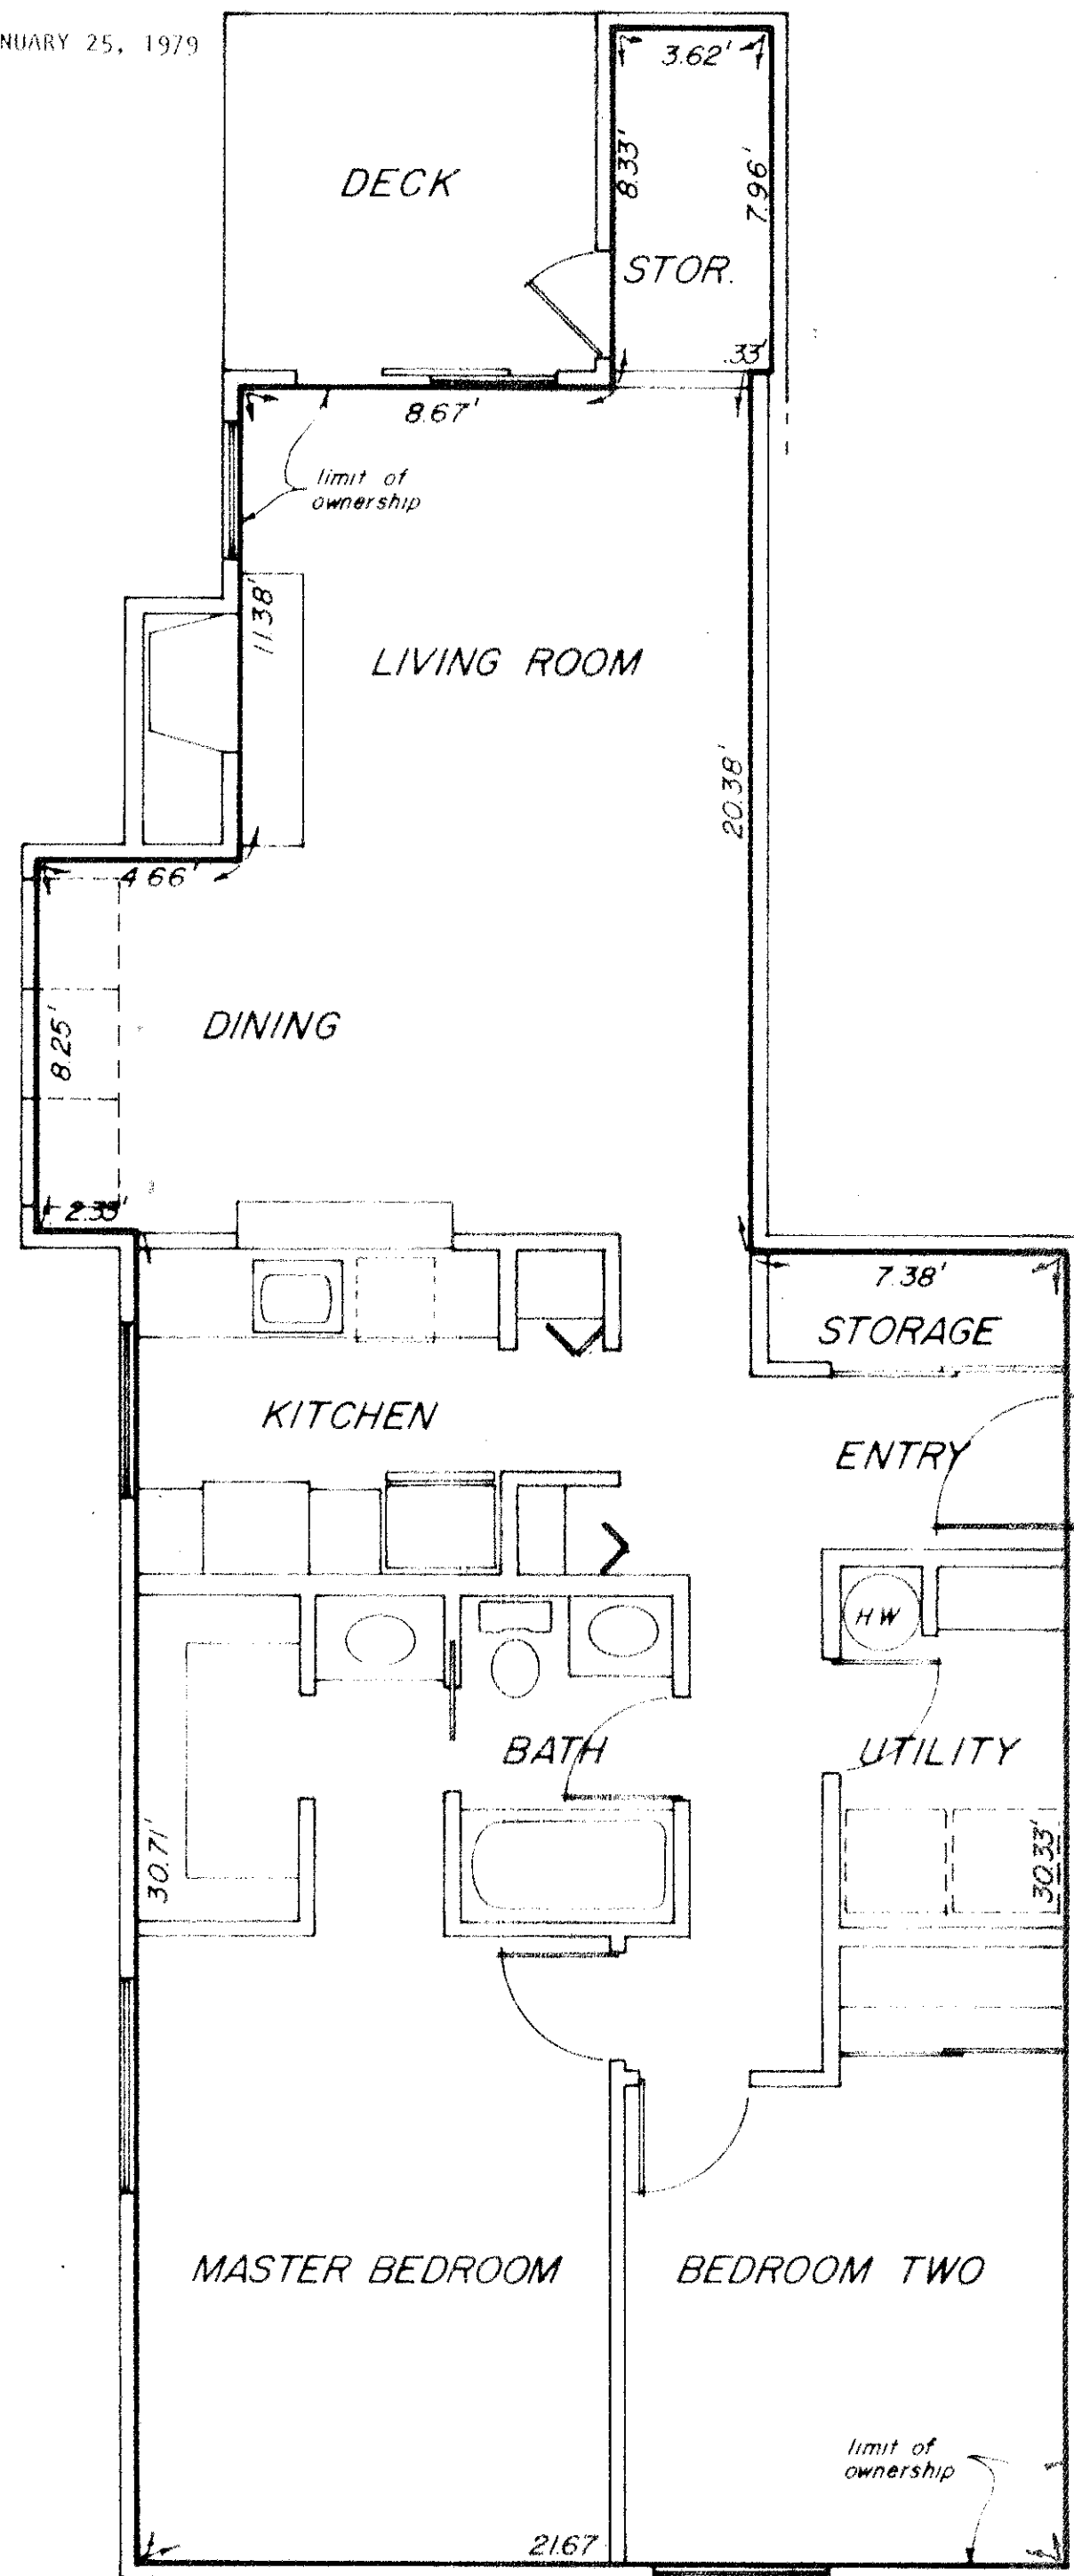 NUARY 25, 1979
3.62'
DECK
8.33'
7.96'
STOR.
.33'
8.67'
limit of
ownership
11.38'
LIVING ROOM
20.38'
4.66'
DINING
8.25'
2.33'
7.38'
STORAGE
KITCHEN
ENTRY
HW
BATH
UTILITY
30.71'
30.33'
MASTER BEDROOM
BEDROOM TWO
limit of
ownership
21.67